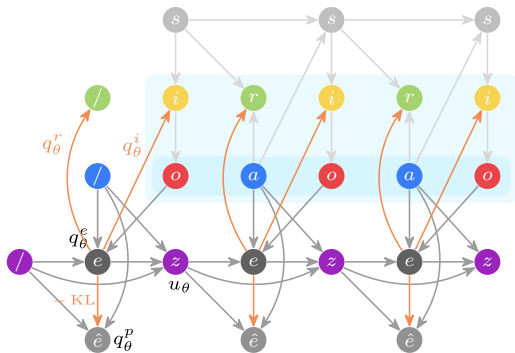 s s s
/ i r i r i
q_θ^r q_θ^i
/ o a o a o
q_θ^e
/ e z e z e z
u_θ
− KL
ê q_θ^p ê ê